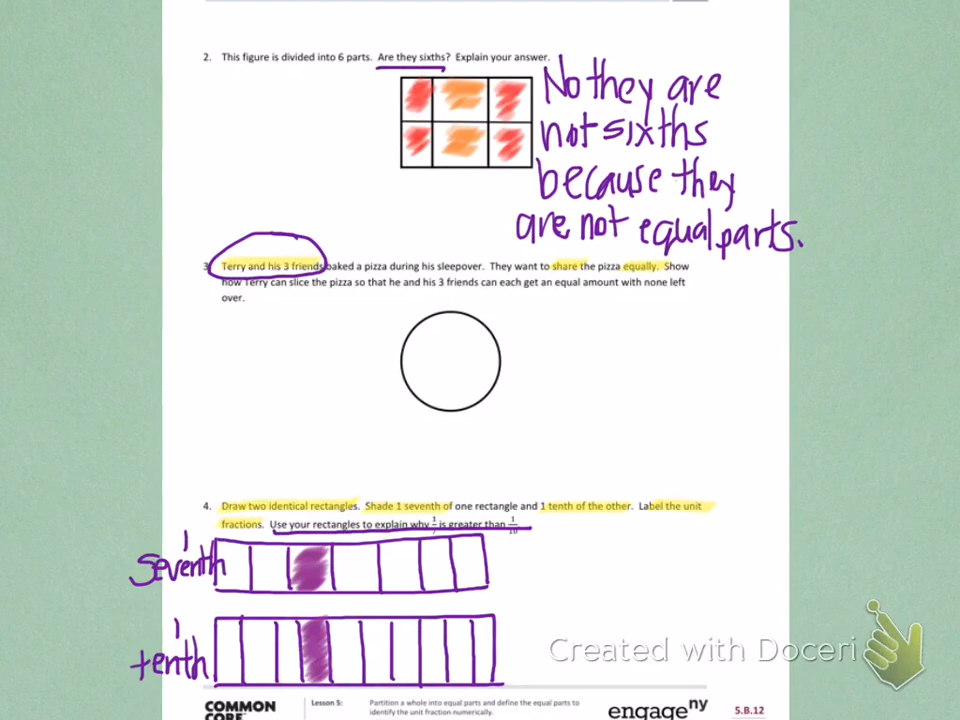 2. This figure is divided into 6 parts. Are they sixths? Explain your answer.
No they are
not sixths
because they
are not equal parts.
3. Terry and his 3 friends baked a pizza during his sleepover. They want to share the pizza equally. Show
how Terry can slice the pizza so that he and his 3 friends can each get an equal amount with none left
over.
4. Draw two identical rectangles. Shade 1 seventh of one rectangle and 1 tenth of the other. Label the unit
fractions. Use your rectangles to explain why 1/7 is greater than 1/10
1
seventh
1
tenth
Created with Doceri
COMMON
CORE
Lesson 5:
Partition a whole into equal parts and define the equal parts to
identify the unit fraction numerically.
engage ny
5.B.12